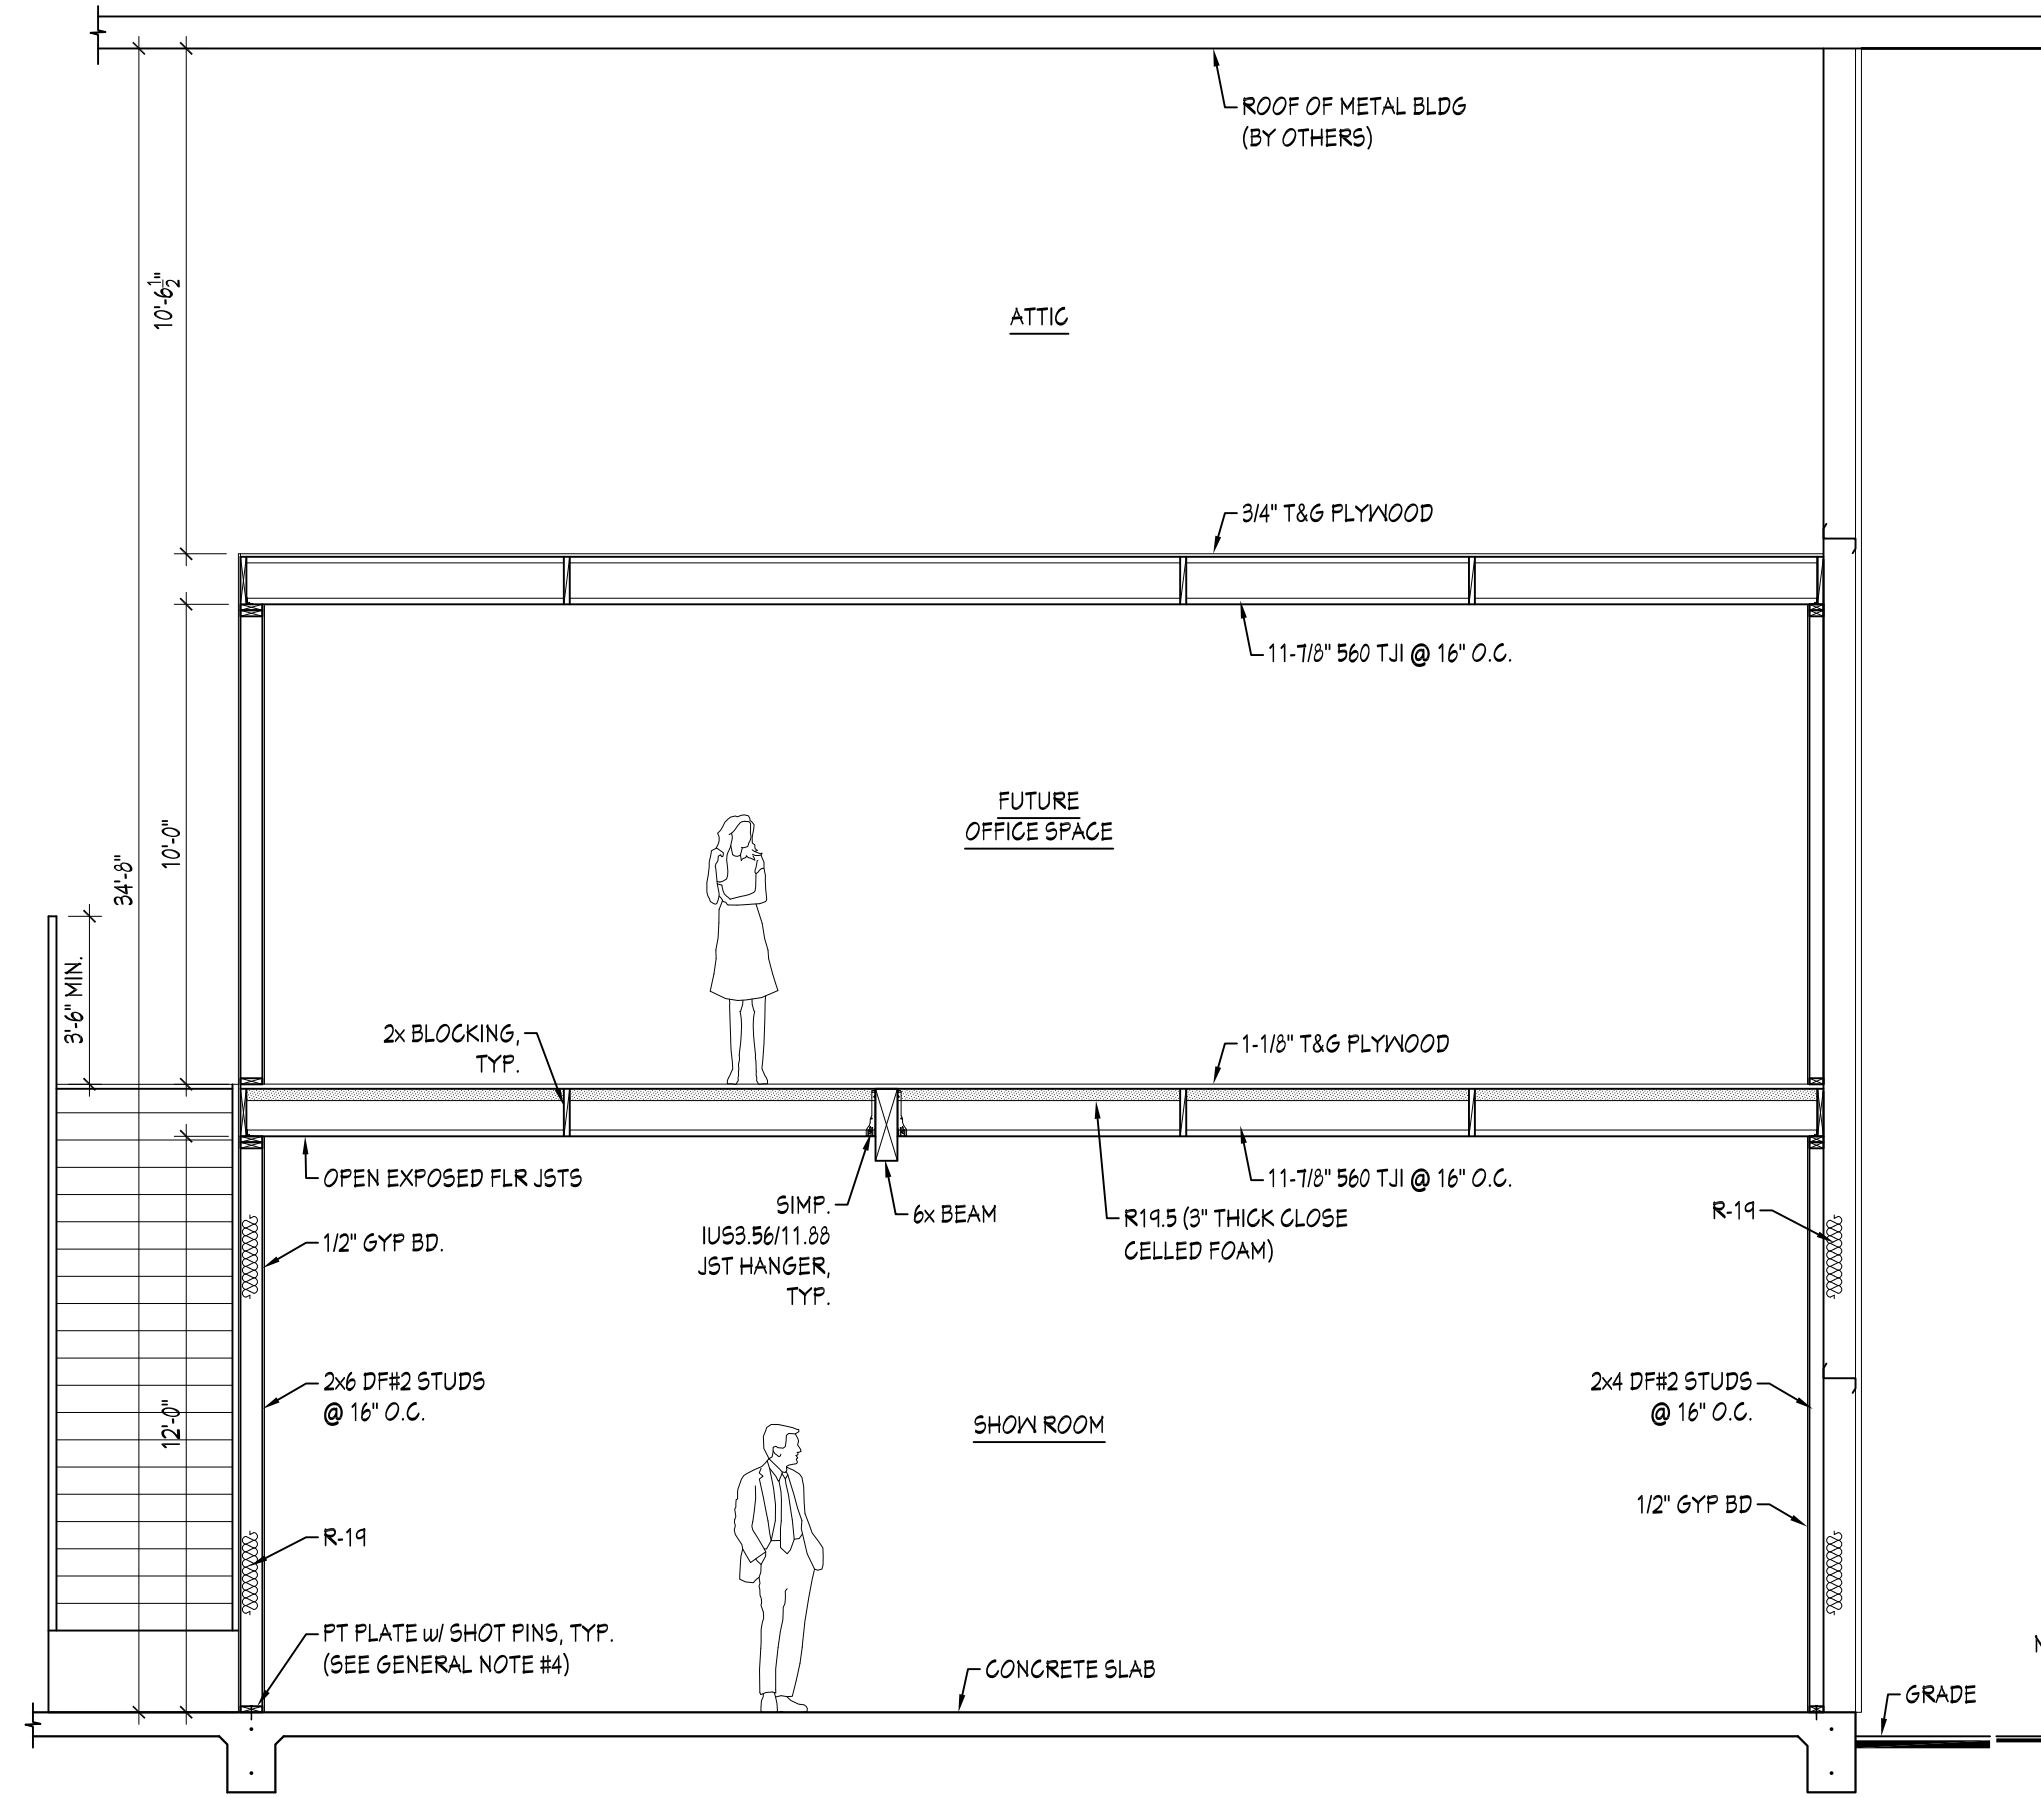 ROOF OF METAL BLDG
(BY OTHERS)
10'-6 1/2"
ATTIC
3/4" T&G PLYWOOD
11-7/8" 560 TJI @ 16" O.C.
FUTURE
OFFICE SPACE
10'-0"
34'-8"
3'-6" MIN.
2x BLOCKING,
TYP.
1-1/8" T&G PLYWOOD
OPEN EXPOSED FLR JSTS
11-7/8" 560 TJI @ 16" O.C.
SIMP.
IUS3.56/11.88
JST HANGER,
TYP.
6x BEAM
R19.5 (3" THICK CLOSE
CELLED FOAM)
R-19
1/2" GYP BD.
2x6 DF#2 STUDS
@ 16" O.C.
12'-0"
SHOW ROOM
2x4 DF#2 STUDS
@ 16" O.C.
1/2" GYP BD
R-19
PT PLATE w/ SHOT PINS, TYP.
(SEE GENERAL NOTE #4)
CONCRETE SLAB
GRADE